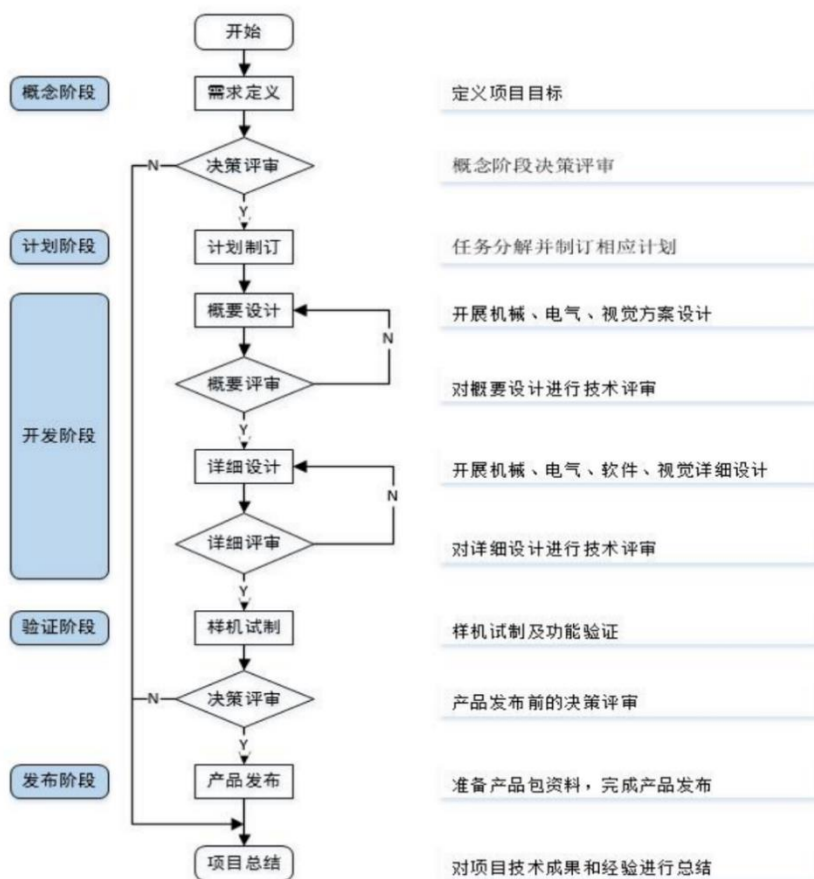 开始
概念阶段
需求定义
定义项目目标
N
决策评审
概念阶段决策评审
Y
计划阶段
计划制订
任务分解并制订相应计划
概要设计
开展机械、电气、视觉方案设计
N
概要评审
对概要设计进行技术评审
Y
开发阶段
详细设计
开展机械、电气、软件、视觉详细设计
N
详细评审
对详细设计进行技术评审
Y
验证阶段
样机试制
样机试制及功能验证
N
决策评审
产品发布前的决策评审
Y
发布阶段
产品发布
准备产品包资料，完成产品发布
项目总结
对项目技术成果和经验进行总结